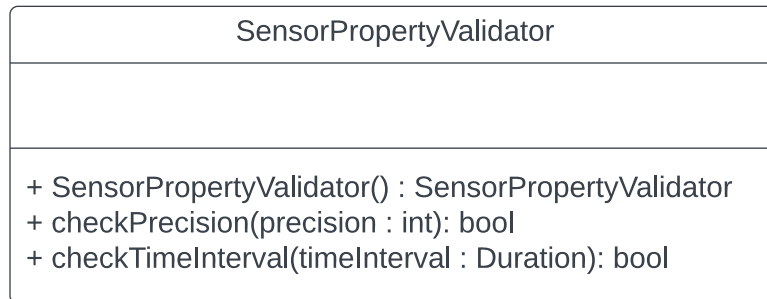 SensorPropertyValidator
+ SensorPropertyValidator() : SensorPropertyValidator
+ checkPrecision(precision : int): bool
+ checkTimeInterval(timeInterval : Duration): bool